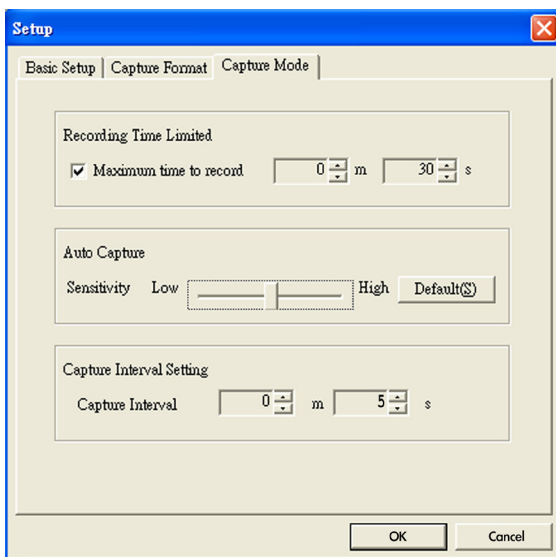 Setup
Basic Setup Capture Format Capture Mode
Recording Time Limited
Maximum time to record 0 m 30 s
Auto Capture
Sensitivity Low High Default(S)
Capture Interval Setting
Capture Interval 0 m 5 s
OK Cancel